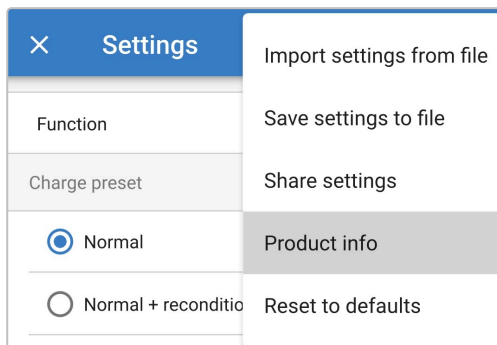 Settings
Import settings from file
Save settings to file
Function
Share settings
Charge preset
Normal
Product info
Normal + reconditio
Reset to defaults